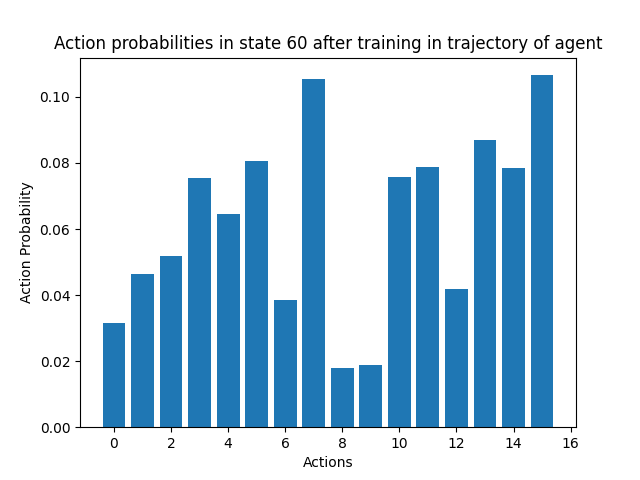 Action probabilities in state 60 after training in trajectory of agent
0.10
0.08
0.06
0.04
0.02
0.00
Action Probability
0 2 4 6 8 10 12 14 16
Actions